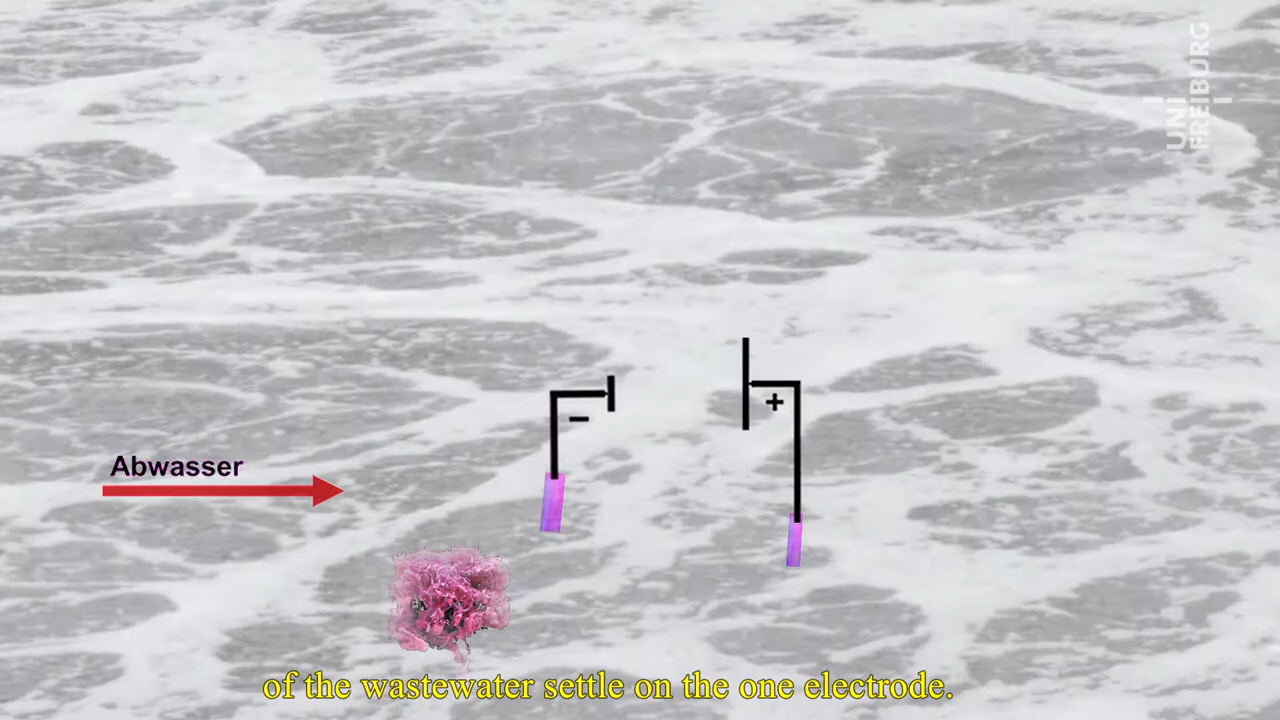 UNI
FREIBURG
−
+
Abwasser
of the wastewater settle on the one electrode.